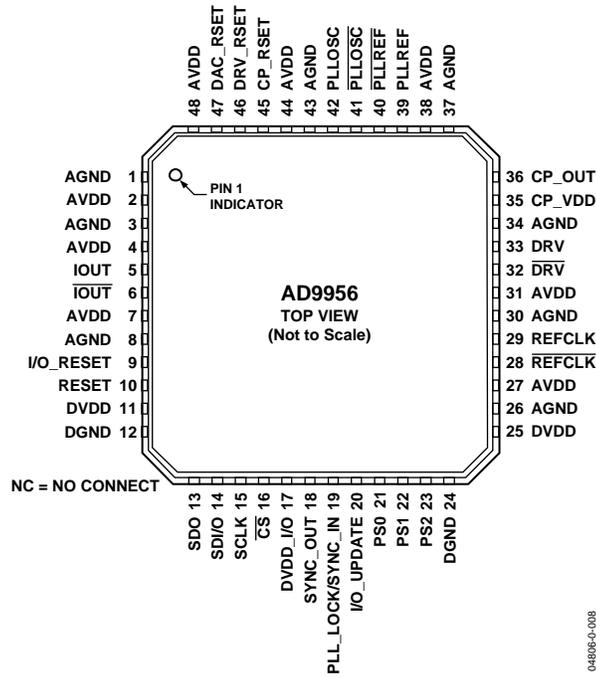 48 AVDD
47 DAC_RSET
46 DRV_RSET
45 CP_RSET
44 AVDD
43 AGND
42 PLLOSC
41 PLLOSC
40 PLLREF
39 PLLREF
38 AVDD
37 AGND
AGND 1
AVDD 2
AGND 3
AVDD 4
IOUT 5
IOUT 6
AVDD 7
AGND 8
I/O_RESET 9
RESET 10
DVDD 11
DGND 12
PIN 1
INDICATOR
AD9956
TOP VIEW
(Not to Scale)
36 CP_OUT
35 CP_VDD
34 AGND
33 DRV
32 DRV
31 AVDD
30 AGND
29 REFCLK
28 REFCLK
27 AVDD
26 AGND
25 DVDD
NC = NO CONNECT
SDO 13
SDI/O 14
SCLK 15
CS 16
DVDD_I/O 17
SYNC_OUT 18
PLL_LOCK/SYNC_IN 19
I/O_UPDATE 20
PS0 21
PS1 22
PS2 23
DGND 24
04806-0-008